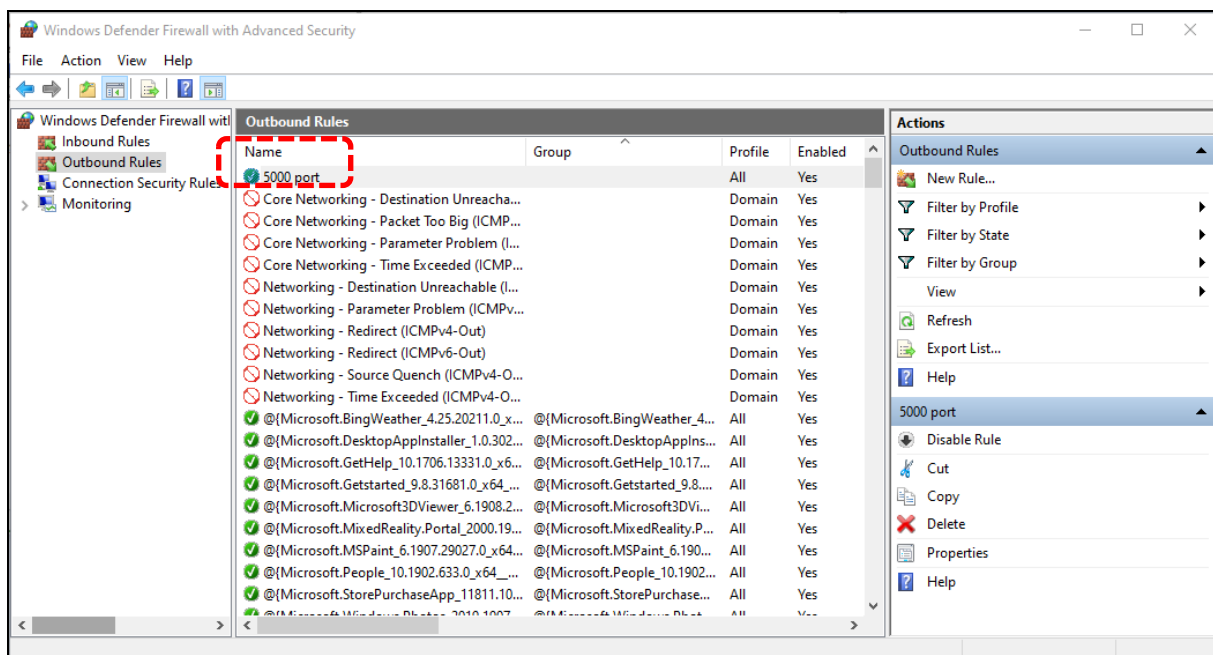 Windows Defender Firewall with Advanced Security
File Action View Help
Windows Defender Firewall witl
Inbound Rules
Outbound Rules
Connection Security Rules
Monitoring
Outbound Rules
Name Group Profile Enabled
5000 port All Yes
Core Networking - Destination Unreacha... Domain Yes
Core Networking - Packet Too Big (ICMP... Domain Yes
Core Networking - Parameter Problem (I... Domain Yes
Core Networking - Time Exceeded (ICMP... Domain Yes
Networking - Destination Unreachable (I... Domain Yes
Networking - Parameter Problem (ICMPv... Domain Yes
Networking - Redirect (ICMPv4-Out) Domain Yes
Networking - Redirect (ICMPv6-Out) Domain Yes
Networking - Source Quench (ICMPv4-O... Domain Yes
Networking - Time Exceeded (ICMPv4-O... Domain Yes
@{Microsoft.BingWeather_4.25.20211.0_x... @{Microsoft.BingWeather_4... All Yes
@{Microsoft.DesktopAppInstaller_1.0.302... @{Microsoft.DesktopAppIns... All Yes
@{Microsoft.GetHelp_10.1706.13331.0_x6... @{Microsoft.GetHelp_10.17... All Yes
@{Microsoft.Getstarted_9.8.31681.0_x64_... @{Microsoft.Getstarted_9.8.... All Yes
@{Microsoft.Microsoft3DViewer_6.1908.2... @{Microsoft.Microsoft3DVi... All Yes
@{Microsoft.MixedReality.Portal_2000.19... @{Microsoft.MixedReality.P... All Yes
@{Microsoft.MSPaint_6.1907.29027.0_x64... @{Microsoft.MSPaint_6.190... All Yes
@{Microsoft.People_10.1902.633.0_x64__... @{Microsoft.People_10.1902... All Yes
@{Microsoft.StorePurchaseApp_11811.10... @{Microsoft.StorePurchase... All Yes
@{Microsoft.Windows.Photos_2019.1907... @{Microsoft.Windows.Phot... All Yes
Actions
Outbound Rules
New Rule...
Filter by Profile
Filter by State
Filter by Group
View
Refresh
Export List...
Help
5000 port
Disable Rule
Cut
Copy
Delete
Properties
Help